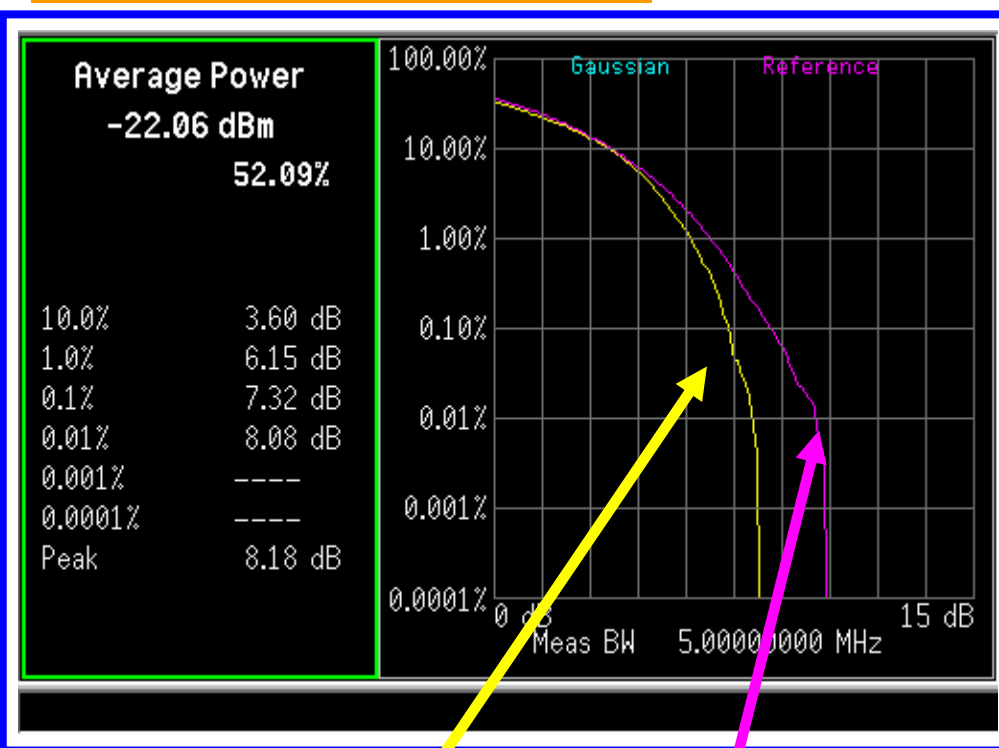 Average Power
-22.06 dBm
52.09%
10.0% 3.60 dB
1.0% 6.15 dB
0.1% 7.32 dB
0.01% 8.08 dB
0.001% ----
0.0001% ----
Peak 8.18 dB
Gaussian Reference
100.00%
10.00%
1.00%
0.10%
0.01%
0.001%
0.0001%
0 dB 15 dB
Meas BW 5.00000000 MHz